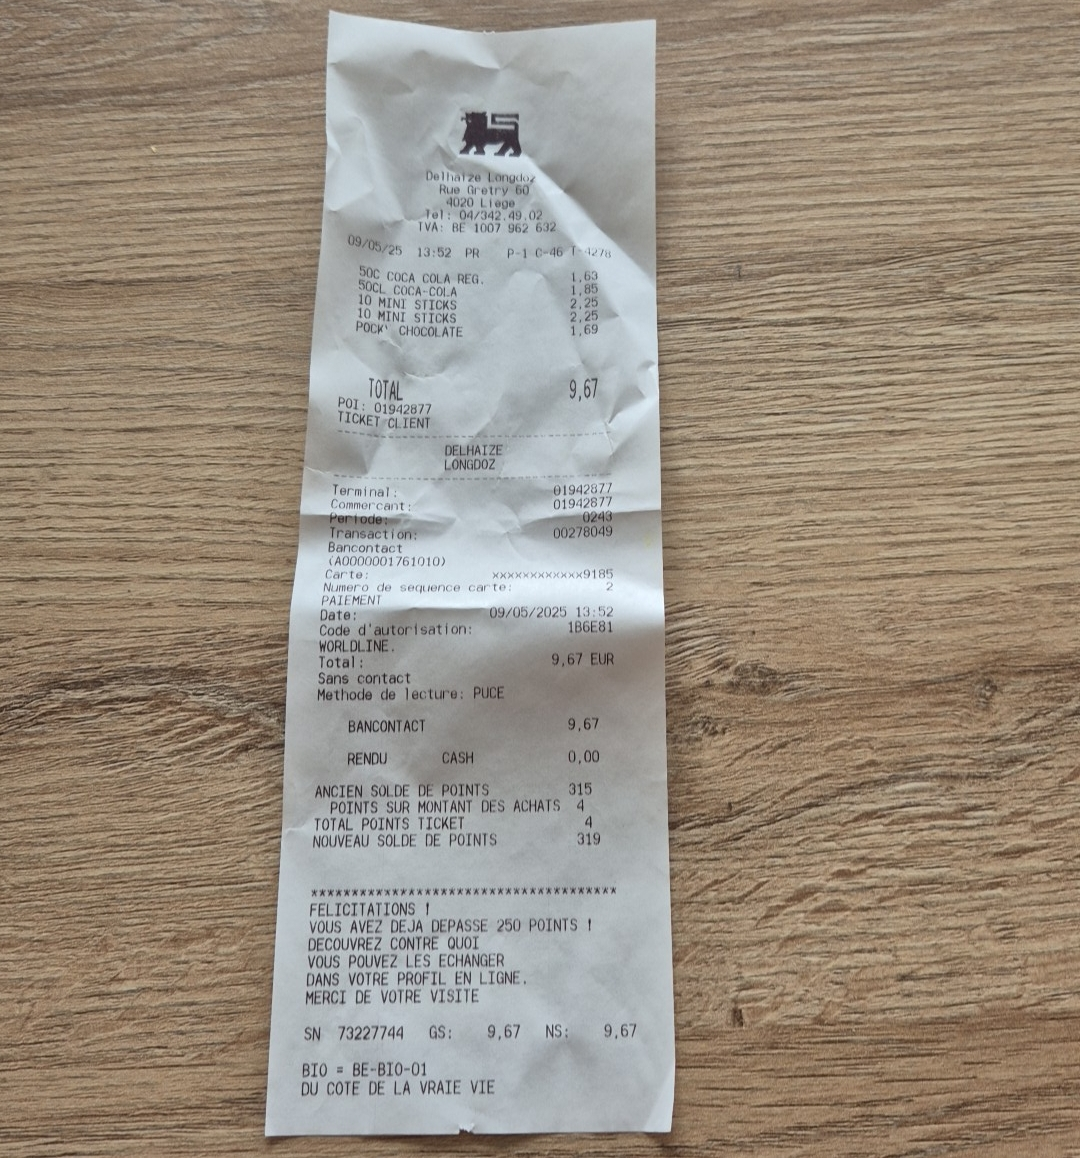 Delhaize Longdoz
Rue Gretry 60
4020 Liege
Tel: 04/342.49.02
TVA: BE 1007 962 632
09/05/25 13:52 PR P-1 C-46 T-4278
50C COCA COLA REG. 1,63
50CL COCA-COLA 1,85
10 MINI STICKS 2,25
10 MINI STICKS 2,25
POCKY CHOCOLATE 1,69
TOTAL 9,67
POI: 01942877
TICKET CLIENT
DELHAIZE
LONGDOZ
Terminal: 01942877
Commercant: 01942877
Periode: 0243
Transaction: 00278049
Bancontact
(A0000001761010)
Carte: xxxxxxxxxxxx9185
Numero de sequence carte: 2
PAIEMENT
Date: 09/05/2025 13:52
Code d'autorisation: 1B6E81
WORLDLINE.
Total: 9,67 EUR
Sans contact
Methode de lecture: PUCE
BANCONTACT 9,67
RENDU CASH 0,00
ANCIEN SOLDE DE POINTS 315
POINTS SUR MONTANT DES ACHATS 4
TOTAL POINTS TICKET 4
NOUVEAU SOLDE DE POINTS 319
*************************************
FELICITATIONS !
VOUS AVEZ DEJA DEPASSE 250 POINTS !
DECOUVREZ CONTRE QUOI
VOUS POUVEZ LES ECHANGER
DANS VOTRE PROFIL EN LIGNE.
MERCI DE VOTRE VISITE
SN 73227744 GS: 9,67 NS: 9,67
BIO = BE-BIO-01
DU COTE DE LA VRAIE VIE